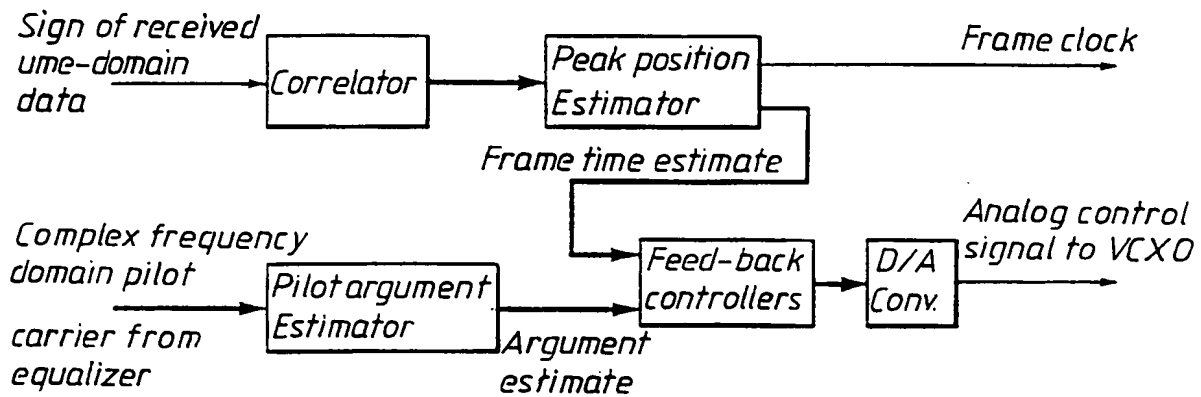 Sign of received
ume-domain
data
Correlator
Peak position
Estimator
Frame clock
Frame time estimate
Complex frequency
domain pilot
carrier from
equalizer
Pilot argument
Estimator
Argument
estimate
Feed-back
controllers
D/A
Conv.
Analog control
signal to VCXO